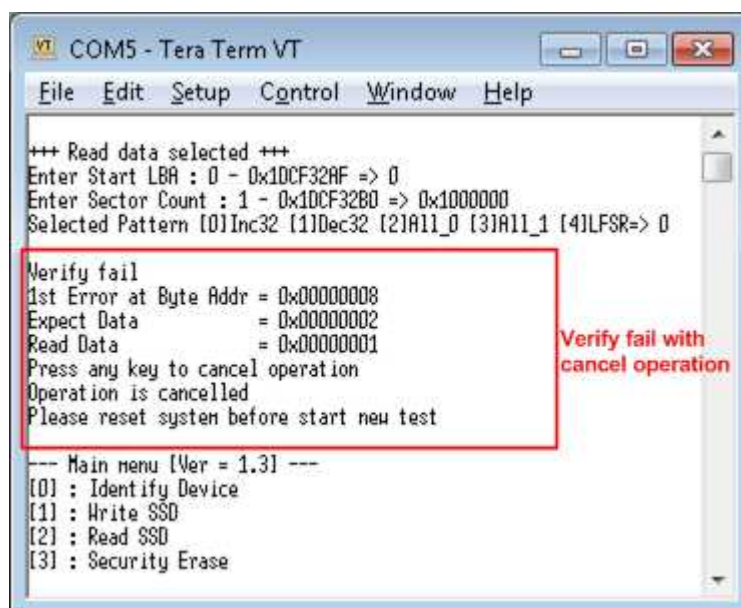 VT COM5 - Tera Term VT
File Edit Setup Control Window Help
+++ Read data selected +++
Enter Start LBA : 0 - 0x1DCF32AF => 0
Enter Sector Count : 1 - 0x1DCF32B0 => 0x1000000
Selected Pattern [0]Inc32 [1]Dec32 [2]All_0 [3]All_1 [4]LFSR=> 0
Verify fail
1st Error at Byte Addr = 0x00000008
Expect Data = 0x00000002
Read Data = 0x00000001
Press any key to cancel operation
Operation is cancelled
Please reset system before start new test
Verify fail with
cancel operation
--- Main menu [Ver = 1.3] ---
[0] : Identify Device
[1] : Write SSD
[2] : Read SSD
[3] : Security Erase